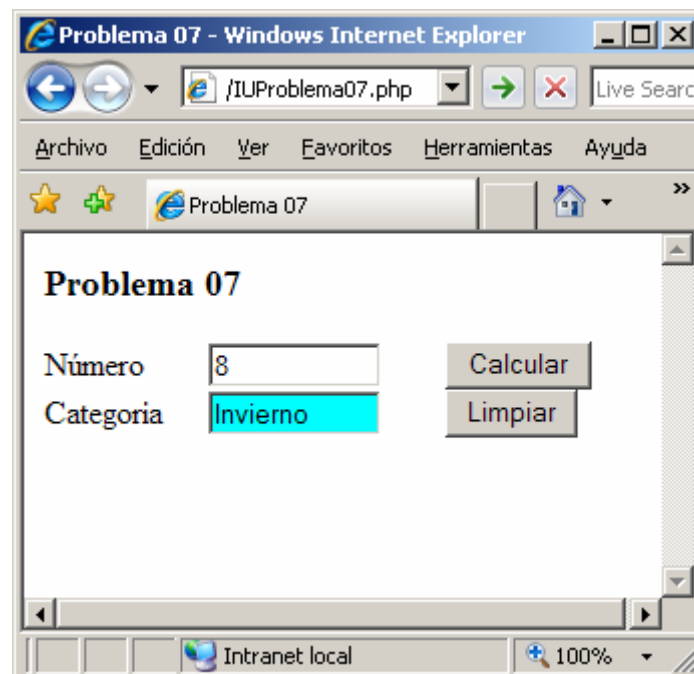 Problema 07 - Windows Internet Explorer
/IUProblema07.php Live Searc
Archivo Edición Ver Favoritos Herramientas Ayuda
Problema 07 »
Problema 07
Número 8 Calcular
Categoria Invierno Limpiar
Intranet local 100%